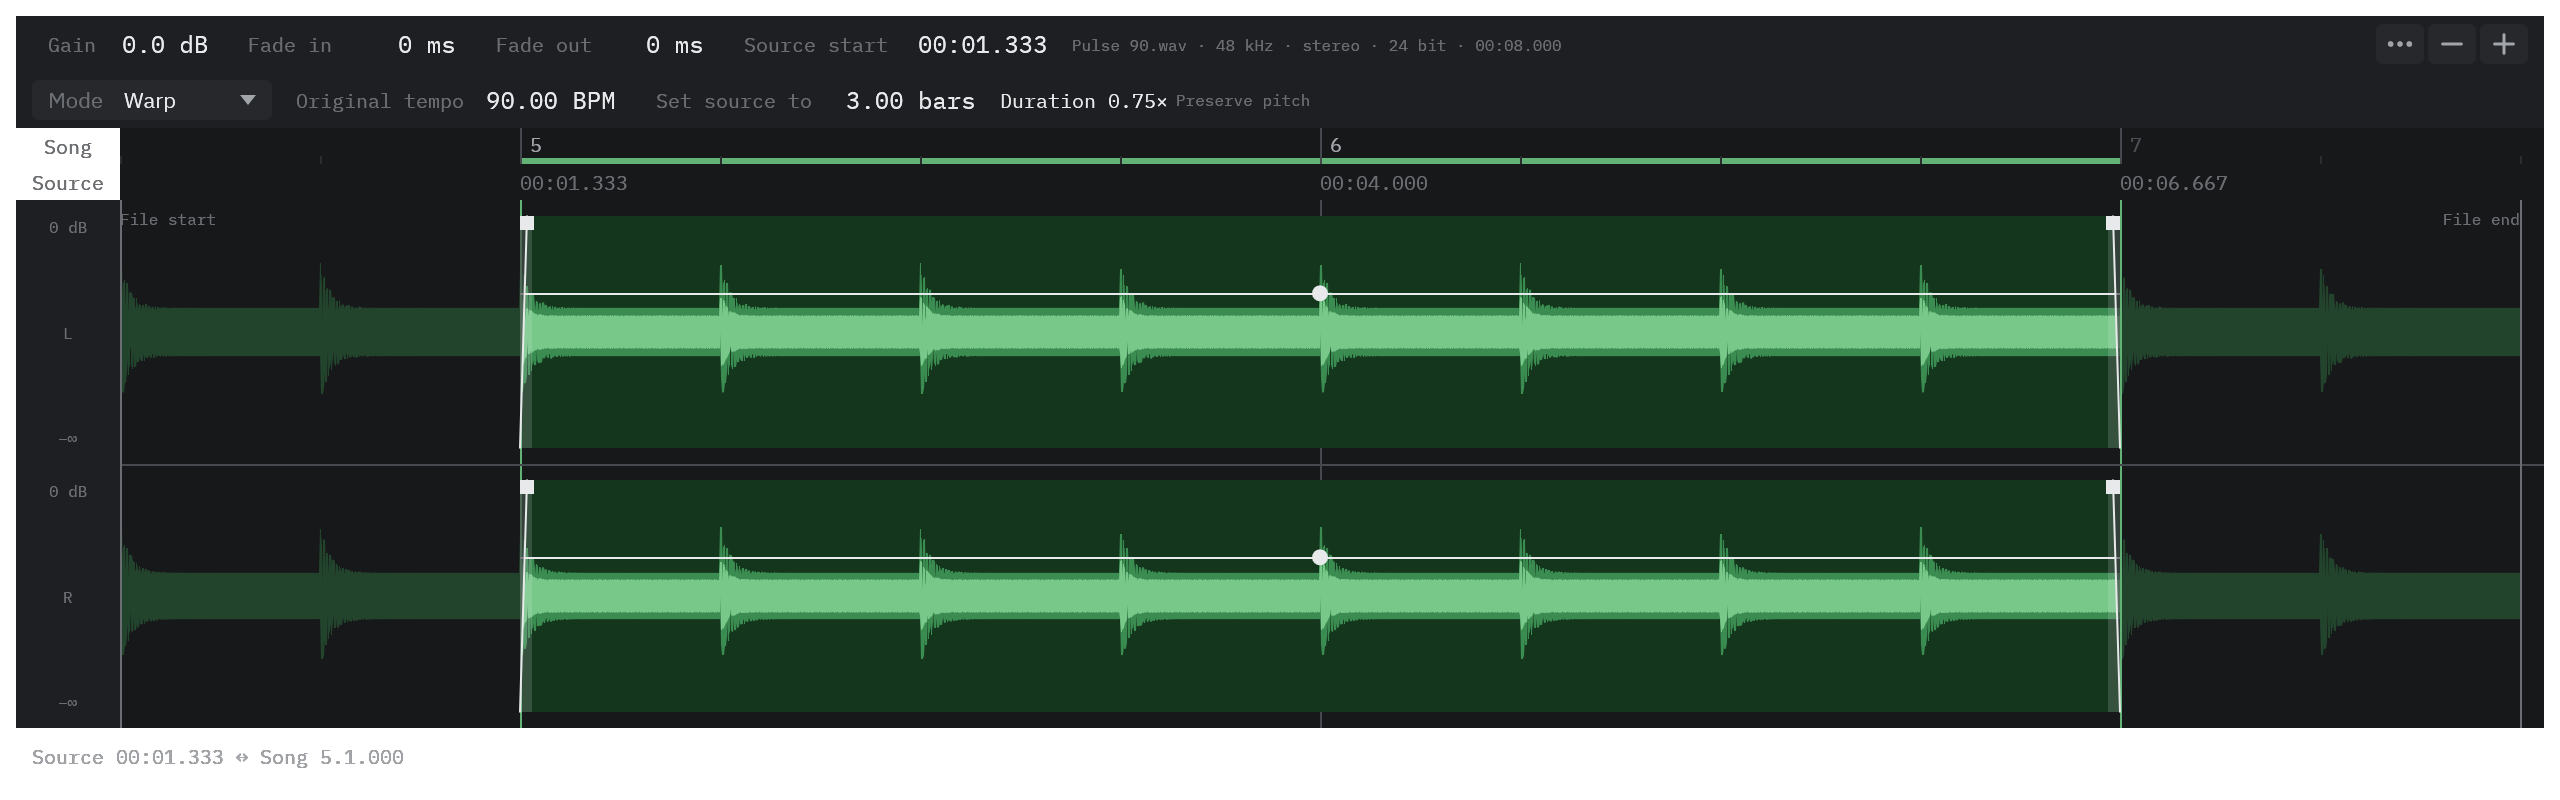 Gain 0.0 dB Fade in 0 ms Fade out 0 ms Source start 00:01.333 Pulse 90.wav · 48 kHz · stereo · 24 bit · 00:08.000
Mode Warp Original tempo 90.00 BPM Set source to 3.00 bars Duration 0.75× Preserve pitch
Song 5 6 7
Source 00:01.333 00:04.000 00:06.667
File start File end
0 dB
L
−∞
0 dB
R
−∞
Source 00:01.333 ↔ Song 5.1.000